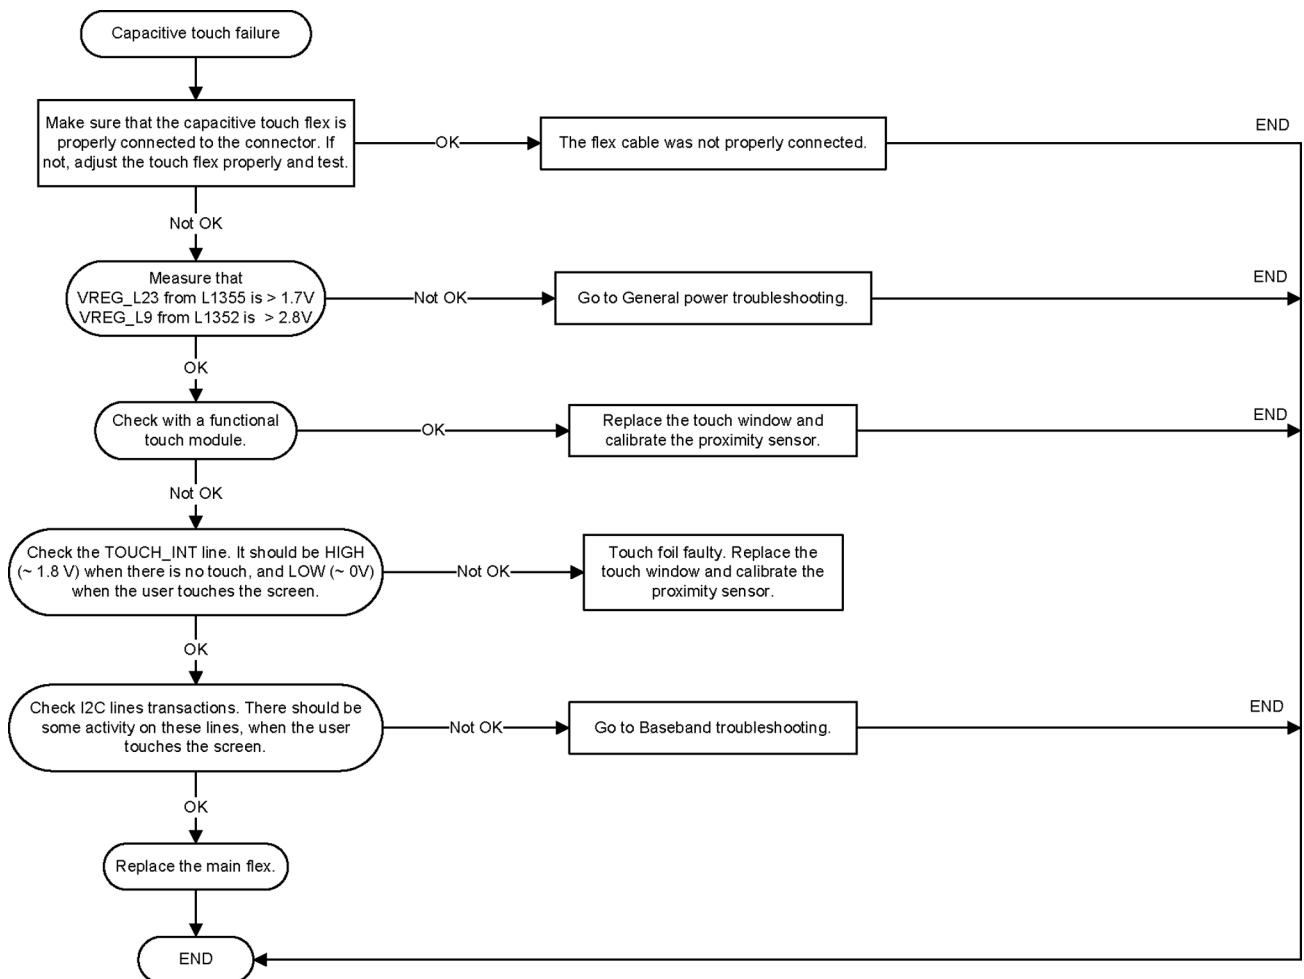 Capacitive touch failure
Make sure that the capacitive touch flex is
properly connected to the connector. If
not, adjust the touch flex properly and test.
OK
The flex cable was not properly connected.
END
Not OK
Measure that
VREG_L23 from L1355 is > 1.7V
VREG_L9 from L1352 is > 2.8V
Not OK
Go to General power troubleshooting.
END
OK
Check with a functional
touch module.
OK
Replace the touch window and
calibrate the proximity sensor.
END
Not OK
Check the TOUCH_INT line. It should be HIGH
(~ 1.8 V) when there is no touch, and LOW (~ 0V)
when the user touches the screen.
Not OK
Touch foil faulty. Replace the
touch window and calibrate the
proximity sensor.
OK
Check I2C lines transactions. There should be
some activity on these lines, when the user
touches the screen.
Not OK
Go to Baseband troubleshooting.
END
OK
Replace the main flex.
END